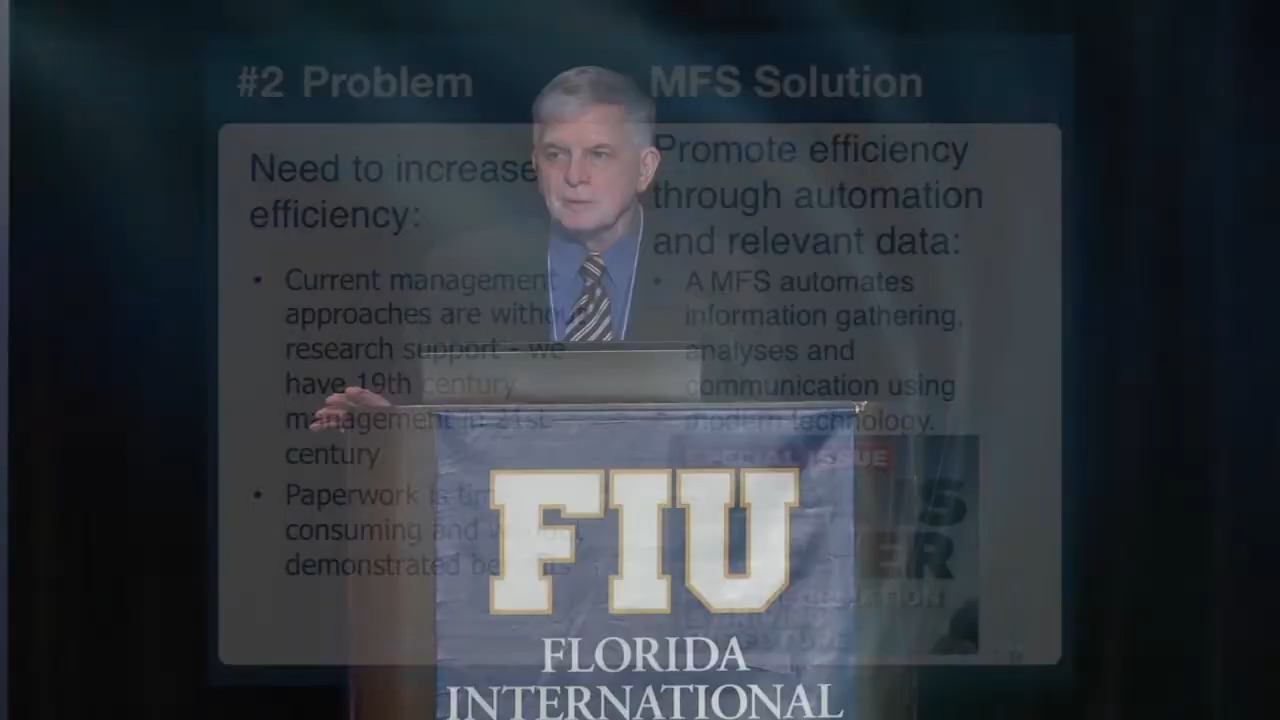 #2 Problem
Need to increase
efficiency:
• Current management
approaches are without
research support - we
have 19th century
management in 21st
century
• Paperwork is
consuming and
demonstrated
MFS Solution
Promote efficiency
through automation
and relevant data:
• A MFS automates
information gathering,
analyses and
communication using
modern technology.
SPECIAL ISSUE
FIU
FLORIDA
INTERNATIONAL